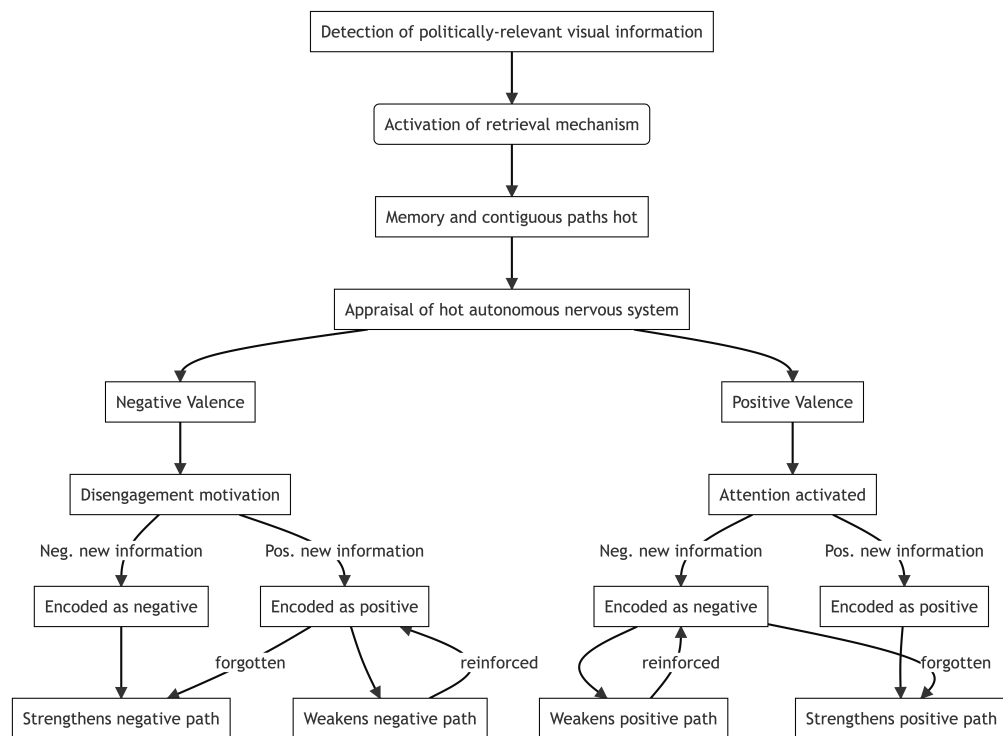 Detection of politically-relevant visual information
Activation of retrieval mechanism
Memory and contiguous paths hot
Appraisal of hot autonomous nervous system
Negative Valence
Positive Valence
Disengagement motivation
Attention activated
Neg. new information
Pos. new information
Neg. new information
Pos. new information
Encoded as negative
Encoded as positive
Encoded as negative
Encoded as positive
forgotten
reinforced
reinforced
forgotten
Strengthens negative path
Weakens negative path
Weakens positive path
Strengthens positive path